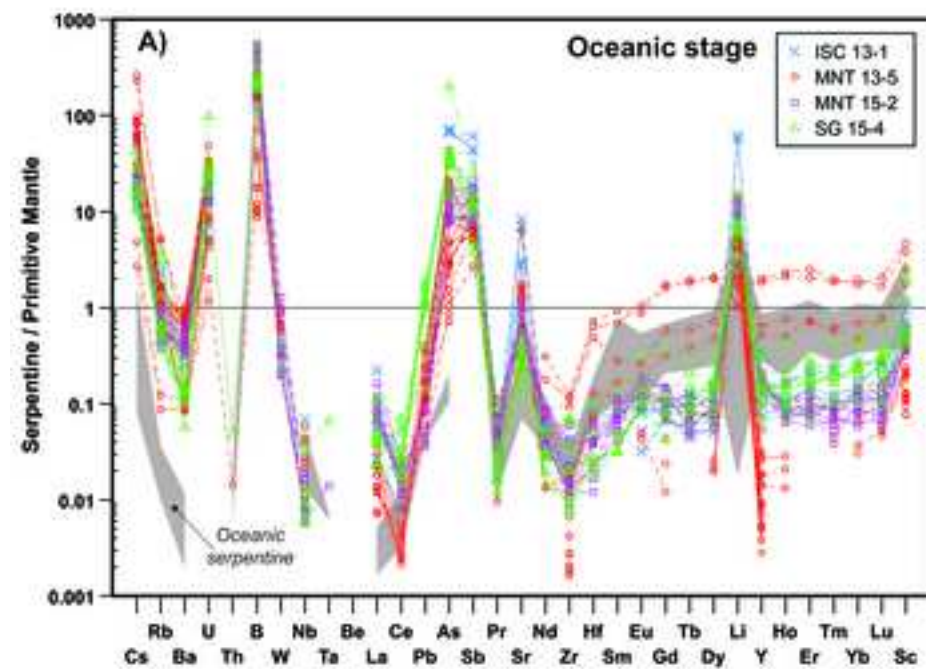 A)
Oceanic stage
ISC 13-1
MNT 13-5
MNT 15-2
SG 15-4
Serpentine / Primitive Mantle
1000
100
10
1
0.1
0.01
0.001
Oceanic
serpentine
Rb U B Nb Be Ce As Pr Nd Hf Eu Tb Li Ho Tm Lu
Cs Ba Th W Ta La Pb Sb Sr Zr Sm Gd Dy Y Er Yb Sc